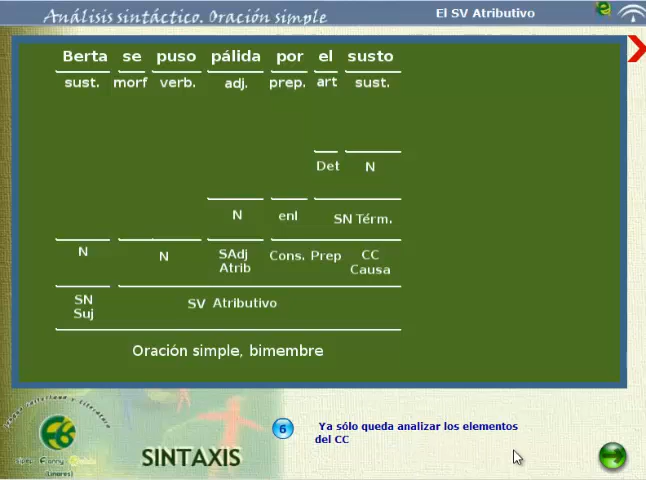 Análisis sintáctico. Oración simple
El SV Atributivo
Berta se puso pálida por el susto
sust. morf verb. adj. prep. art sust.
Det N
N enl SN Térm.
N N SAdj Cons. Prep CC
Atrib Causa
SN SV Atributivo
Suj
Oración simple, bimembre
6 Ya sólo queda analizar los elementos
del CC
SINTAXIS
(Linares)